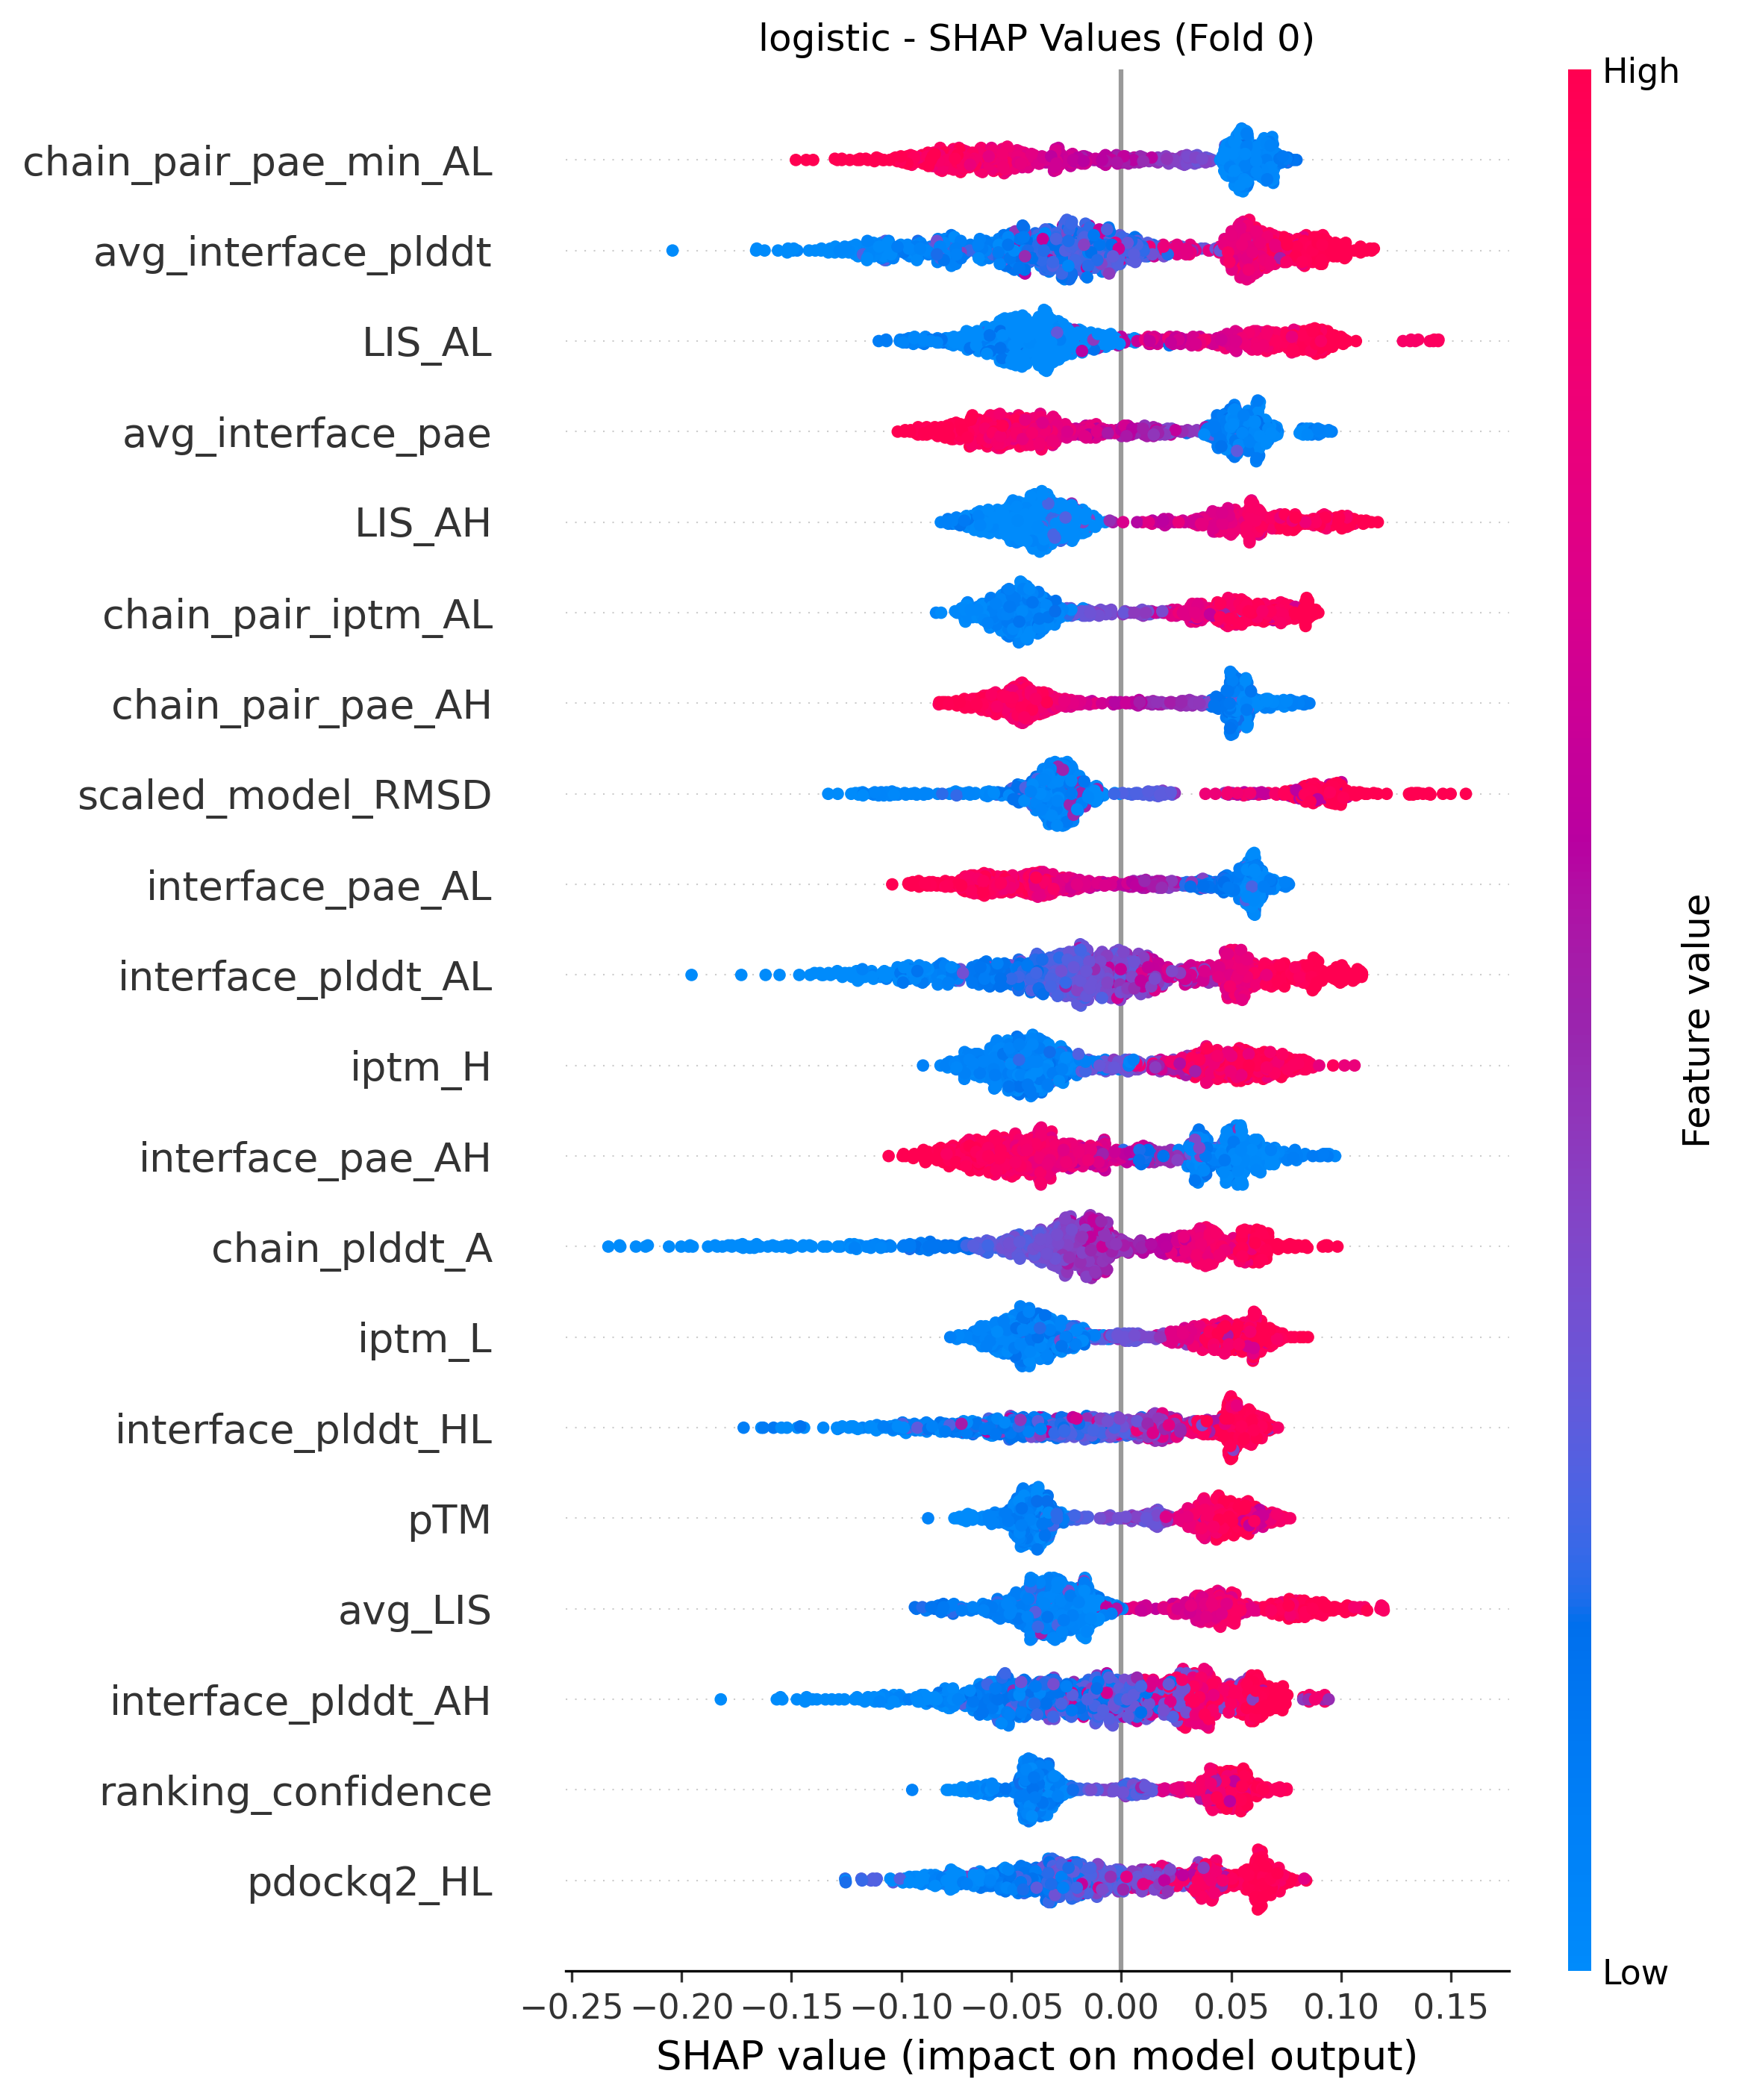 logistic - SHAP Values (Fold 0)
High
chain_pair_pae_min_AL
avg_interface_plddt
LIS_AL
avg_interface_pae
LIS_AH
chain_pair_iptm_AL
chain_pair_pae_AH
scaled_model_RMSD
interface_pae_AL
interface_plddt_AL
iptm_H
interface_pae_AH
chain_plddt_A
iptm_L
interface_plddt_HL
pTM
avg_LIS
interface_plddt_AH
ranking_confidence
pdockq2_HL
Feature value
Low
−0.25 −0.20 −0.15 −0.10 −0.05 0.00 0.05 0.10 0.15
SHAP value (impact on model output)